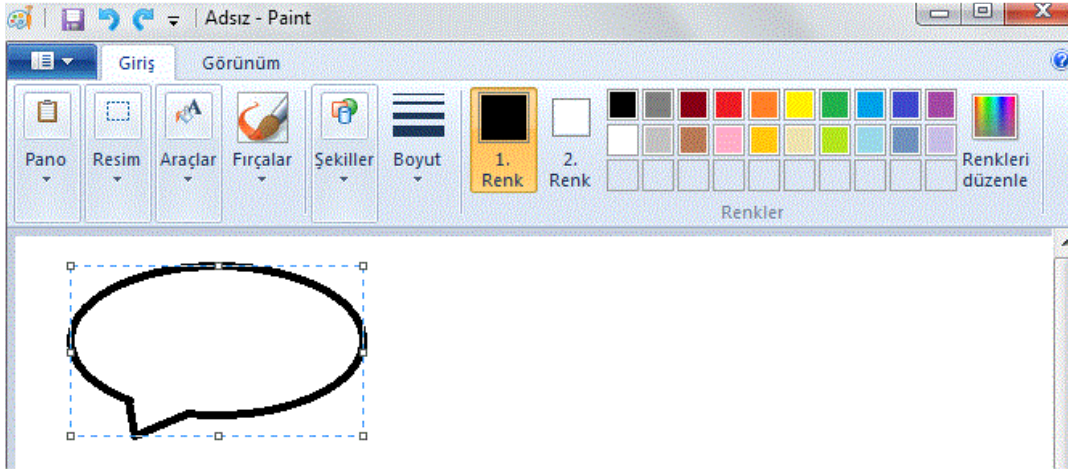 Adsız - Paint
Giriş Görünüm
Pano Resim Araçlar Fırçalar Şekiller Boyut 1. Renk 2. Renk Renkleri düzenle
Renkler